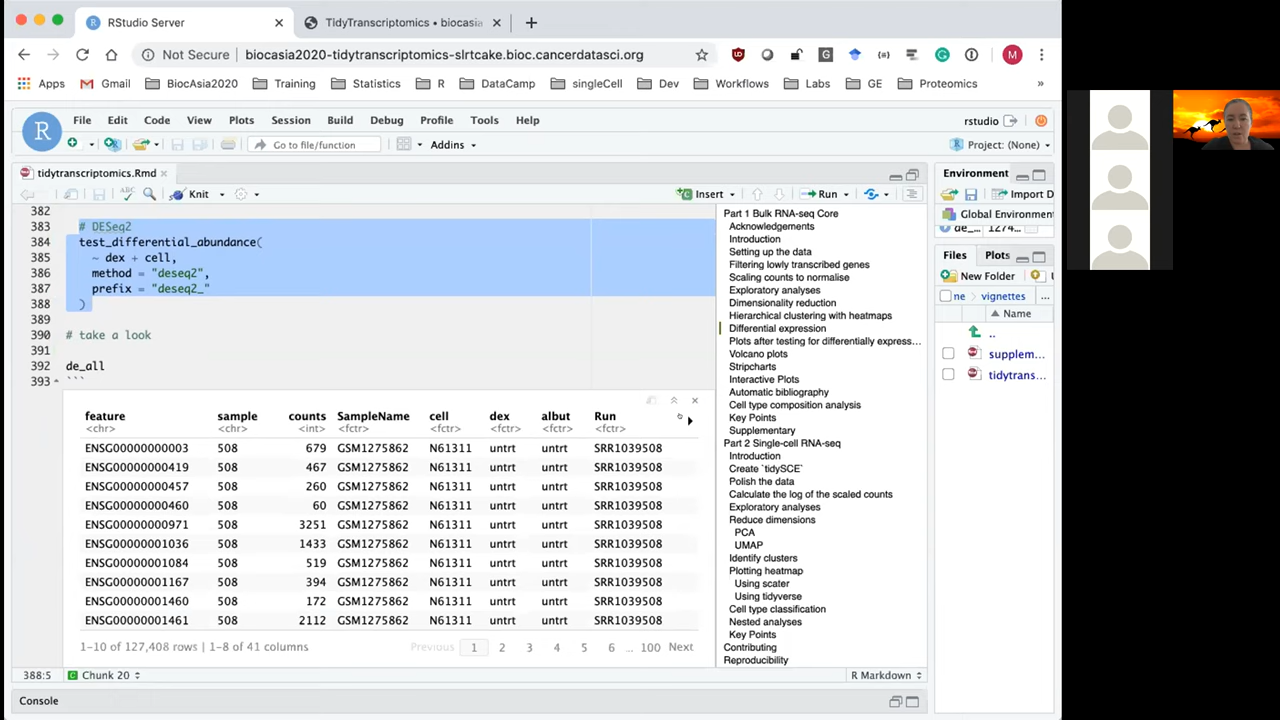 RStudio Server
TidyTranscriptomics • biocasia
Not Secure
biocasia2020-tidytranscriptomics-slrtcake.bioc.cancerdatasci.org
M
Apps
Gmail
BiocAsia2020
Training
Statistics
R
DataCamp
singleCell
Dev
Workflows
Labs
GE
Proteomics
»
R
File
Edit
Code
View
Plots
Session
Build
Debug
Profile
Tools
Help
rstudio
Go to file/function
Addins
Project: (None)
tidytranscriptomics.Rmd
Knit
Insert
Run
382
383 # DESeq2
384 test_differential_abundance(
385 ~ dex + cell,
386 method = "deseq2",
387 prefix = "deseq2_"
388 )
389
390 # take a look
391
392 de_all
393 ```
feature sample counts SampleName cell dex albut Run
<chr> <chr> <int> <fctr> <fctr> <fctr> <fctr> <fctr>
ENSG00000000003 508 679 GSM1275862 N61311 untrt untrt SRR1039508
ENSG00000000419 508 467 GSM1275862 N61311 untrt untrt SRR1039508
ENSG00000000457 508 260 GSM1275862 N61311 untrt untrt SRR1039508
ENSG00000000460 508 60 GSM1275862 N61311 untrt untrt SRR1039508
ENSG00000000971 508 3251 GSM1275862 N61311 untrt untrt SRR1039508
ENSG00000001036 508 1433 GSM1275862 N61311 untrt untrt SRR1039508
ENSG00000001084 508 519 GSM1275862 N61311 untrt untrt SRR1039508
ENSG00000001167 508 394 GSM1275862 N61311 untrt untrt SRR1039508
ENSG00000001460 508 172 GSM1275862 N61311 untrt untrt SRR1039508
ENSG00000001461 508 2112 GSM1275862 N61311 untrt untrt SRR1039508
1-10 of 127,408 rows | 1-8 of 41 columns
Previous 1 2 3 4 5 6 ... 100 Next
388:5
Chunk 20
R Markdown
Console
Part 1 Bulk RNA-seq Core
Acknowledgements
Introduction
Setting up the data
Filtering lowly transcribed genes
Scaling counts to normalise
Exploratory analyses
Dimensionality reduction
Hierarchical clustering with heatmaps
Differential expression
Plots after testing for differentially express...
Volcano plots
Stripcharts
Interactive Plots
Automatic bibliography
Cell type composition analysis
Key Points
Supplementary
Part 2 Single-cell RNA-seq
Introduction
Create `tidySCE`
Polish the data
Calculate the log of the scaled counts
Exploratory analyses
Reduce dimensions
PCA
UMAP
Identify clusters
Plotting heatmap
Using scater
Using tidyverse
Cell type classification
Nested analyses
Key Points
Contributing
Reproducibility
Environment
Import D
Global Environment
de_... 1274...
Files
Plots
New Folder
ne
vignettes
...
Name
..
supplem...
tidytrans...